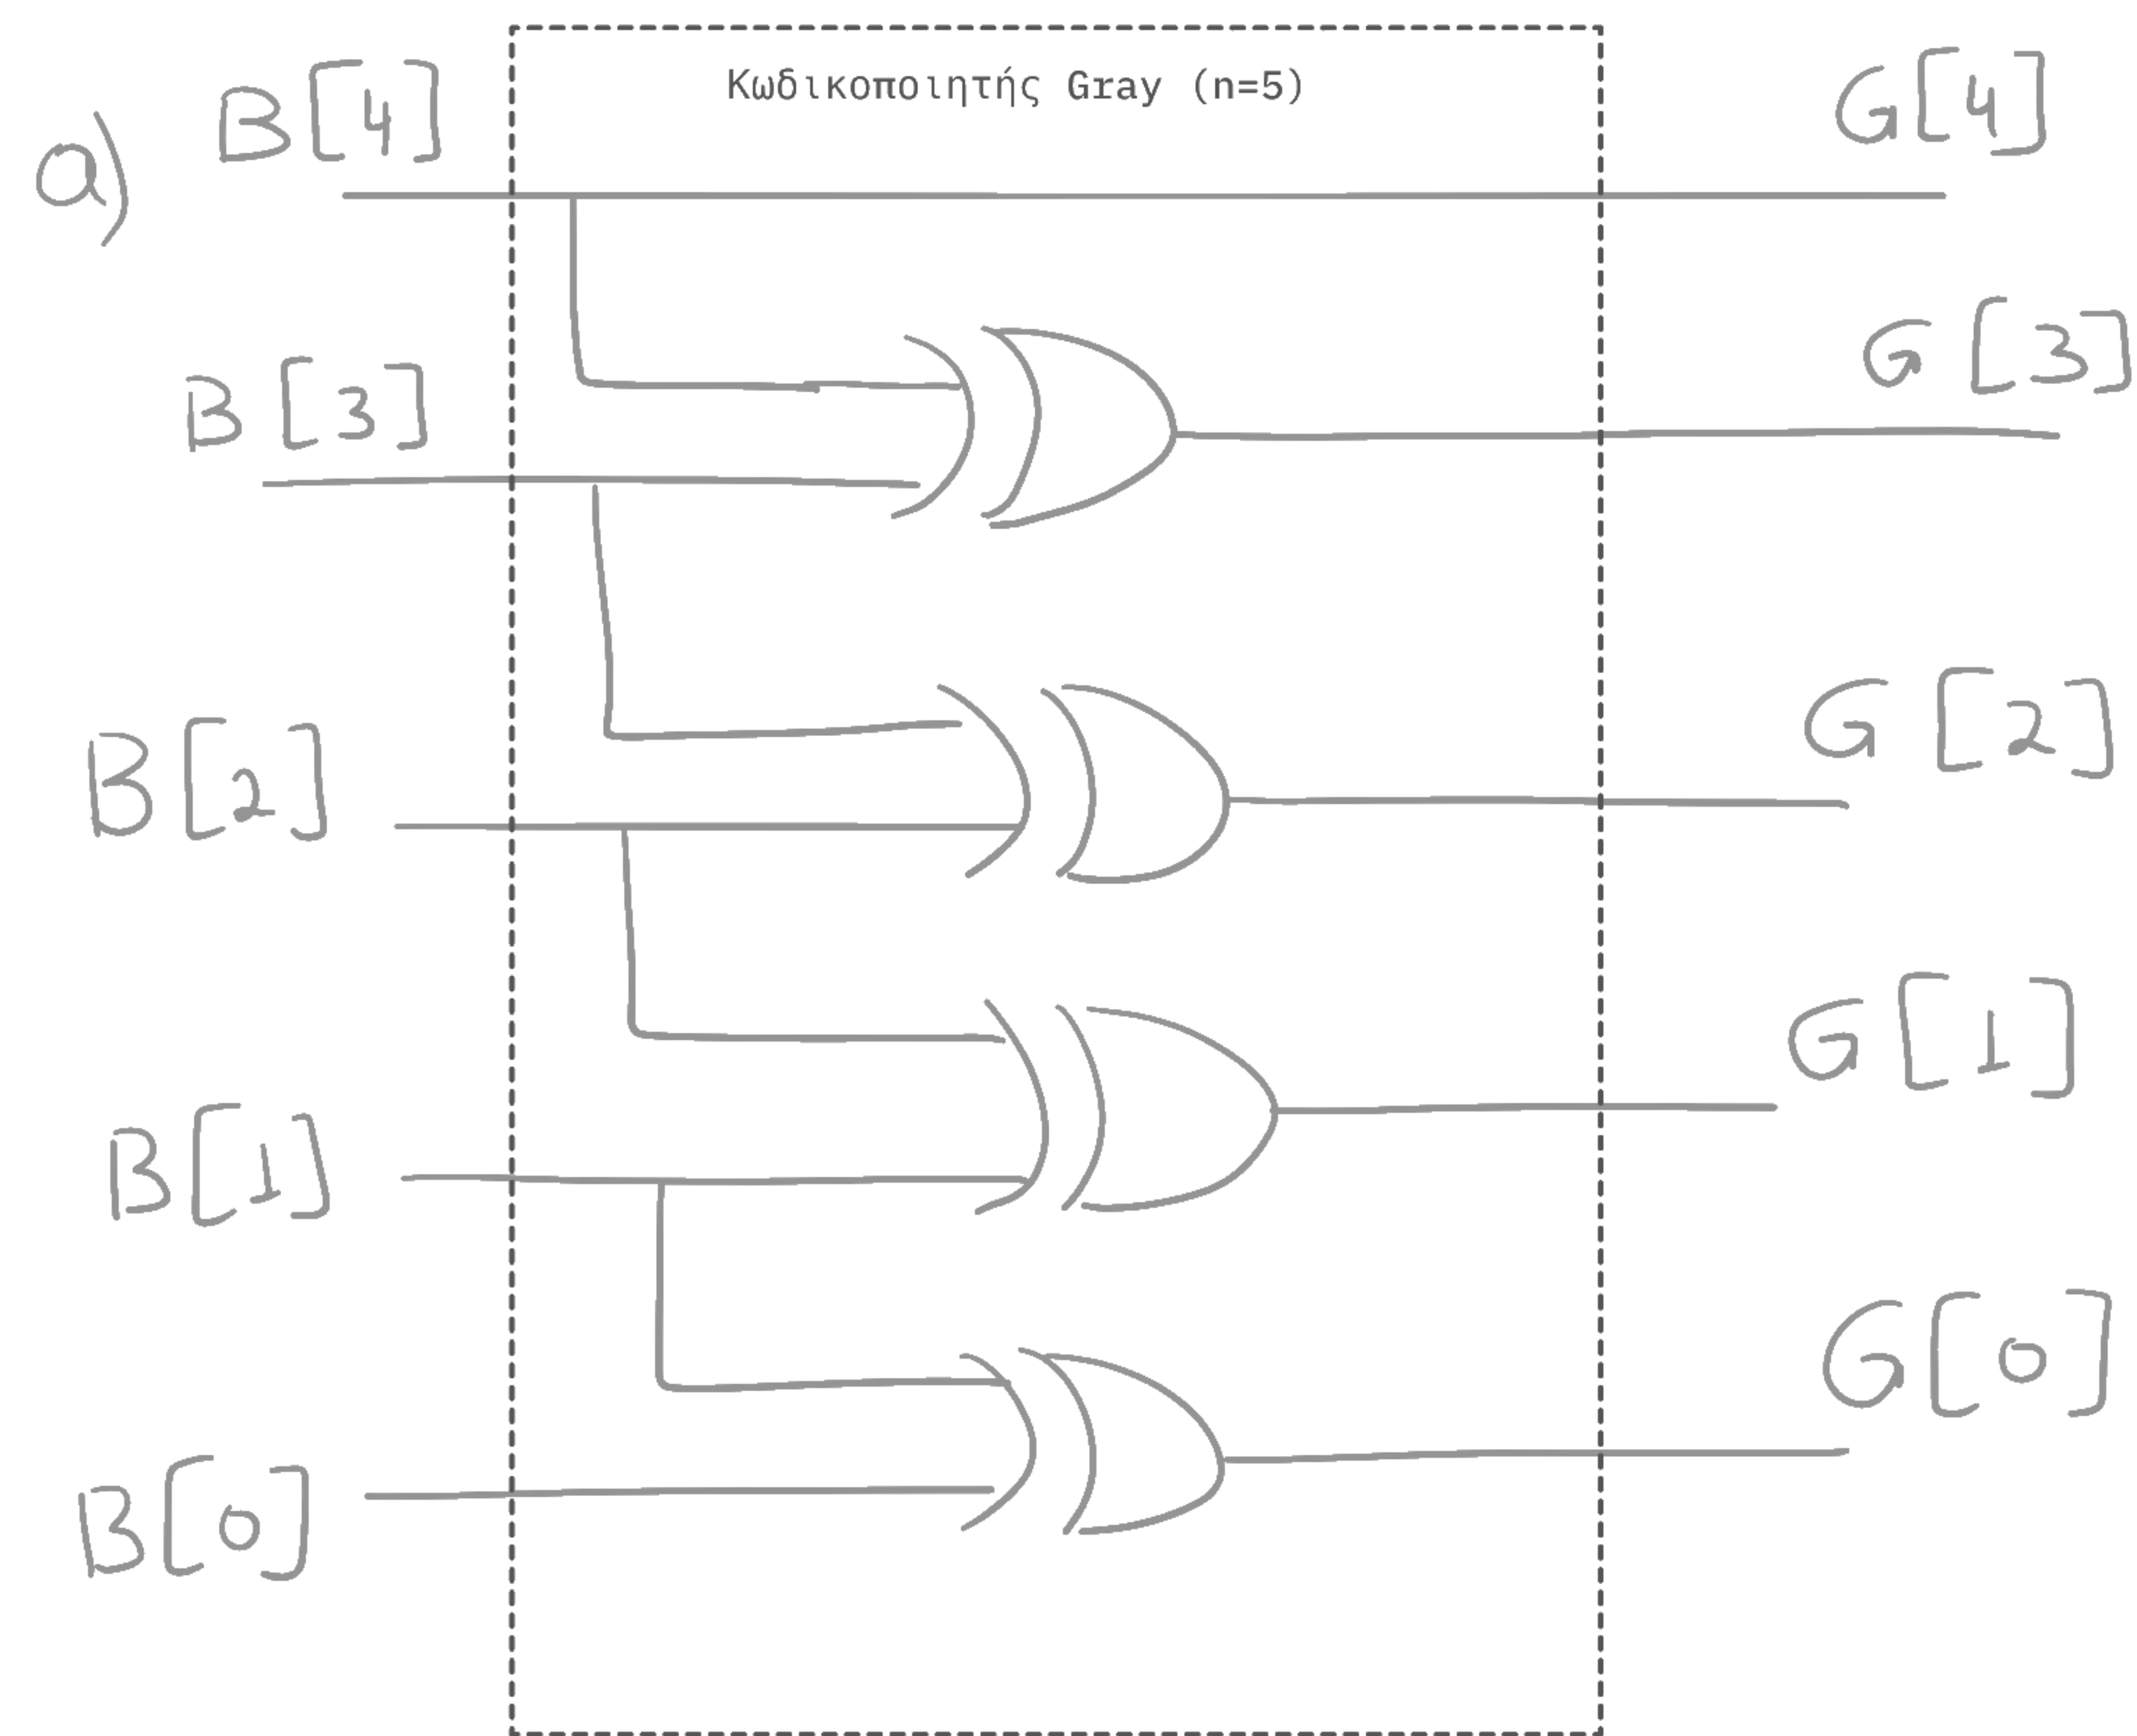 Κωδικοποιητής Gray (n=5)
a)
B[4]
G[4]
B[3]
G[3]
B[2]
G[2]
B[1]
G[1]
B[0]
G[0]